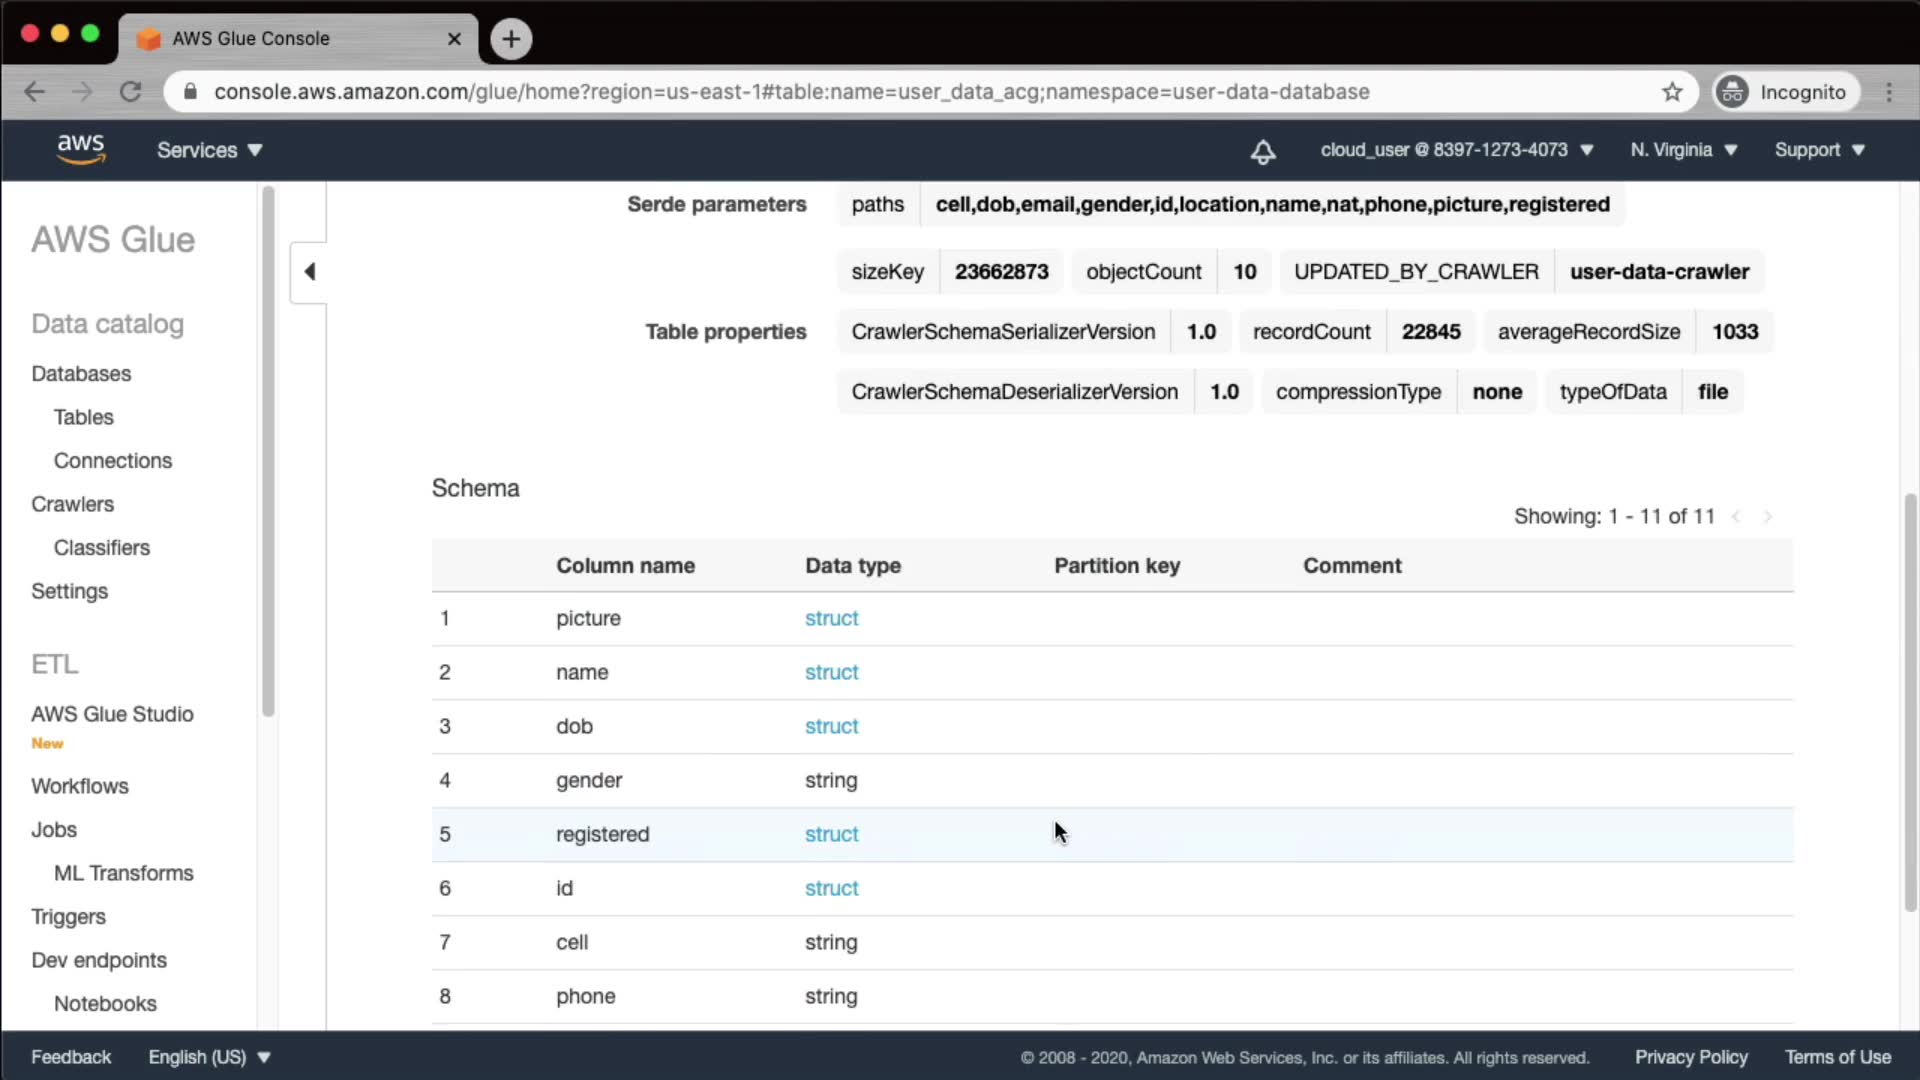 AWS Glue Console
console.aws.amazon.com/glue/home?region=us-east-1#table:name=user_data_acg;namespace=user-data-database
Incognito
aws
Services
cloud_user @ 8397-1273-4073
N. Virginia
Support
AWS Glue
Data catalog
Databases
Tables
Connections
Crawlers
Classifiers
Settings
ETL
AWS Glue Studio
New
Workflows
Jobs
ML Transforms
Triggers
Dev endpoints
Notebooks
Serde parameters paths cell,dob,email,gender,id,location,name,nat,phone,picture,registered
sizeKey 23662873 objectCount 10 UPDATED_BY_CRAWLER user-data-crawler
Table properties CrawlerSchemaSerializerVersion 1.0 recordCount 22845 averageRecordSize 1033
CrawlerSchemaDeserializerVersion 1.0 compressionType none typeOfData file
Schema
Showing: 1 - 11 of 11
Column name Data type Partition key Comment
1 picture struct
2 name struct
3 dob struct
4 gender string
5 registered struct
6 id struct
7 cell string
8 phone string
Feedback English (US) © 2008 - 2020, Amazon Web Services, Inc. or its affiliates. All rights reserved. Privacy Policy Terms of Use